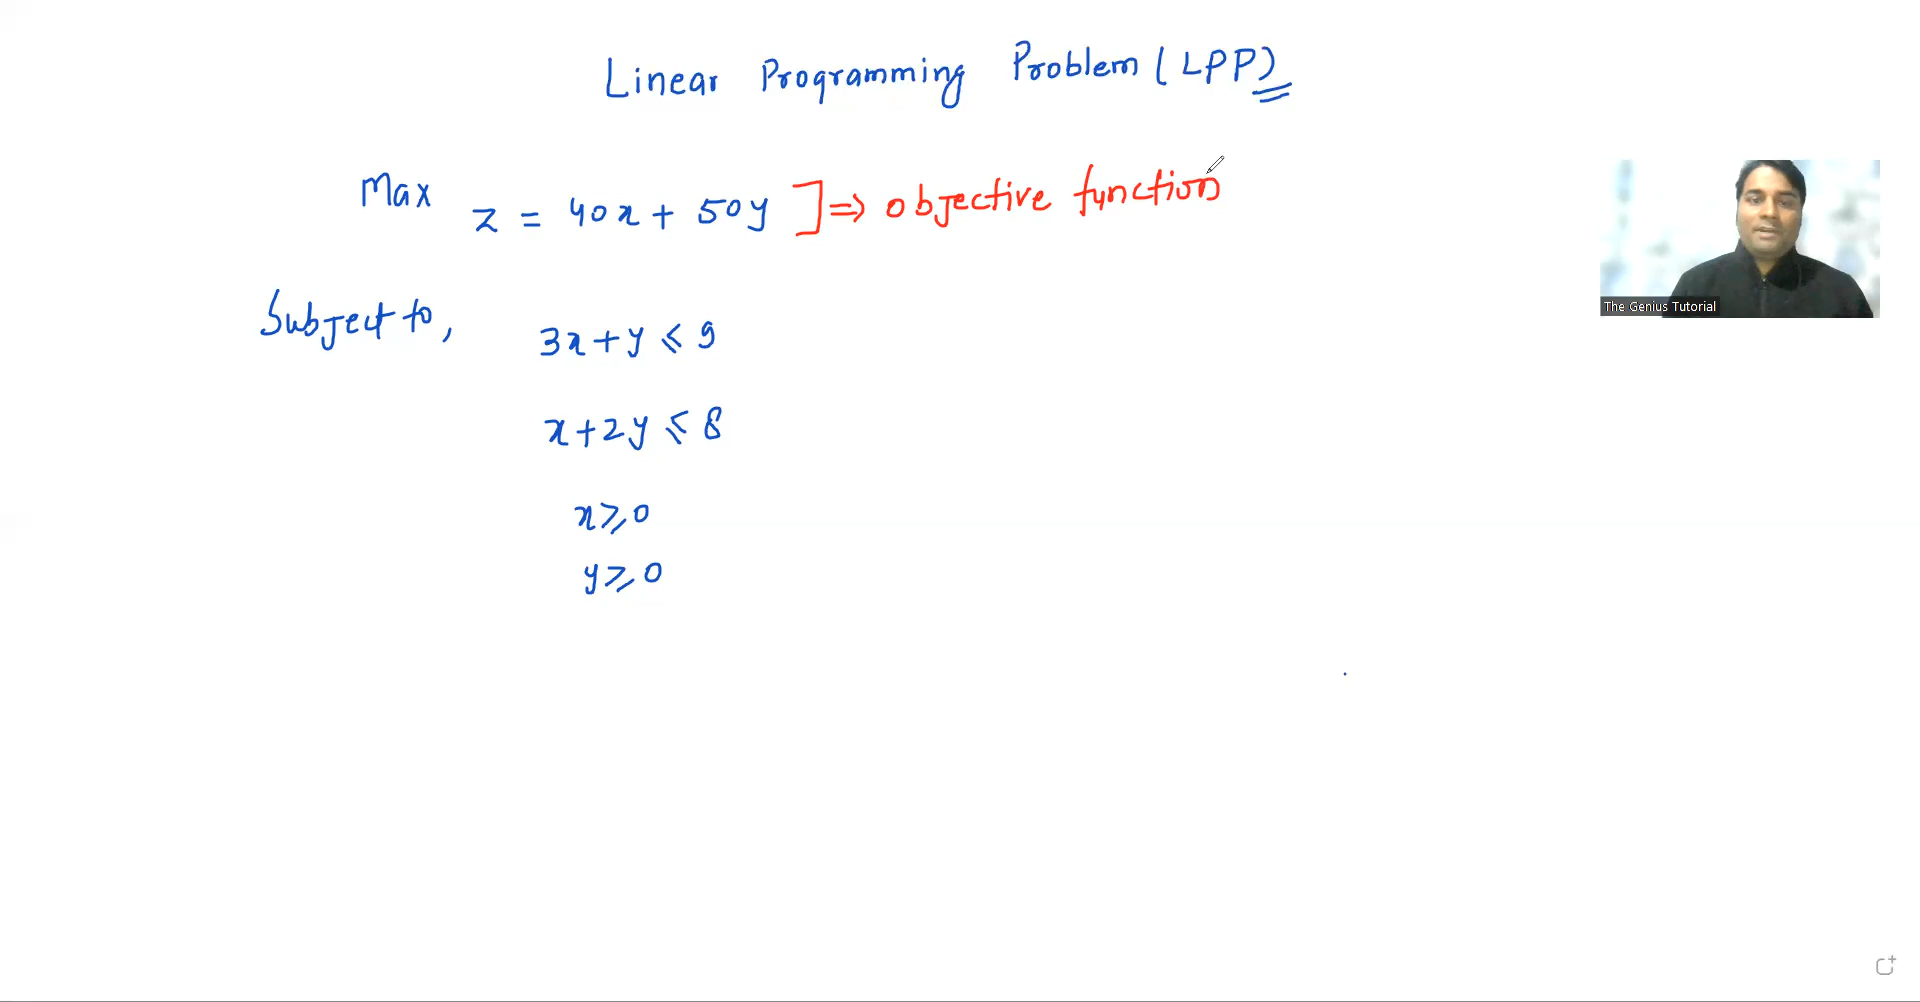 Linear Programming Problem (LPP)
Max z = 40x + 50y ] ⇒ objective function
Subject to, 3x + y ⩽ 9
x + 2y ⩽ 8
x ⩾ 0
y ⩾ 0
The Genius Tutorial